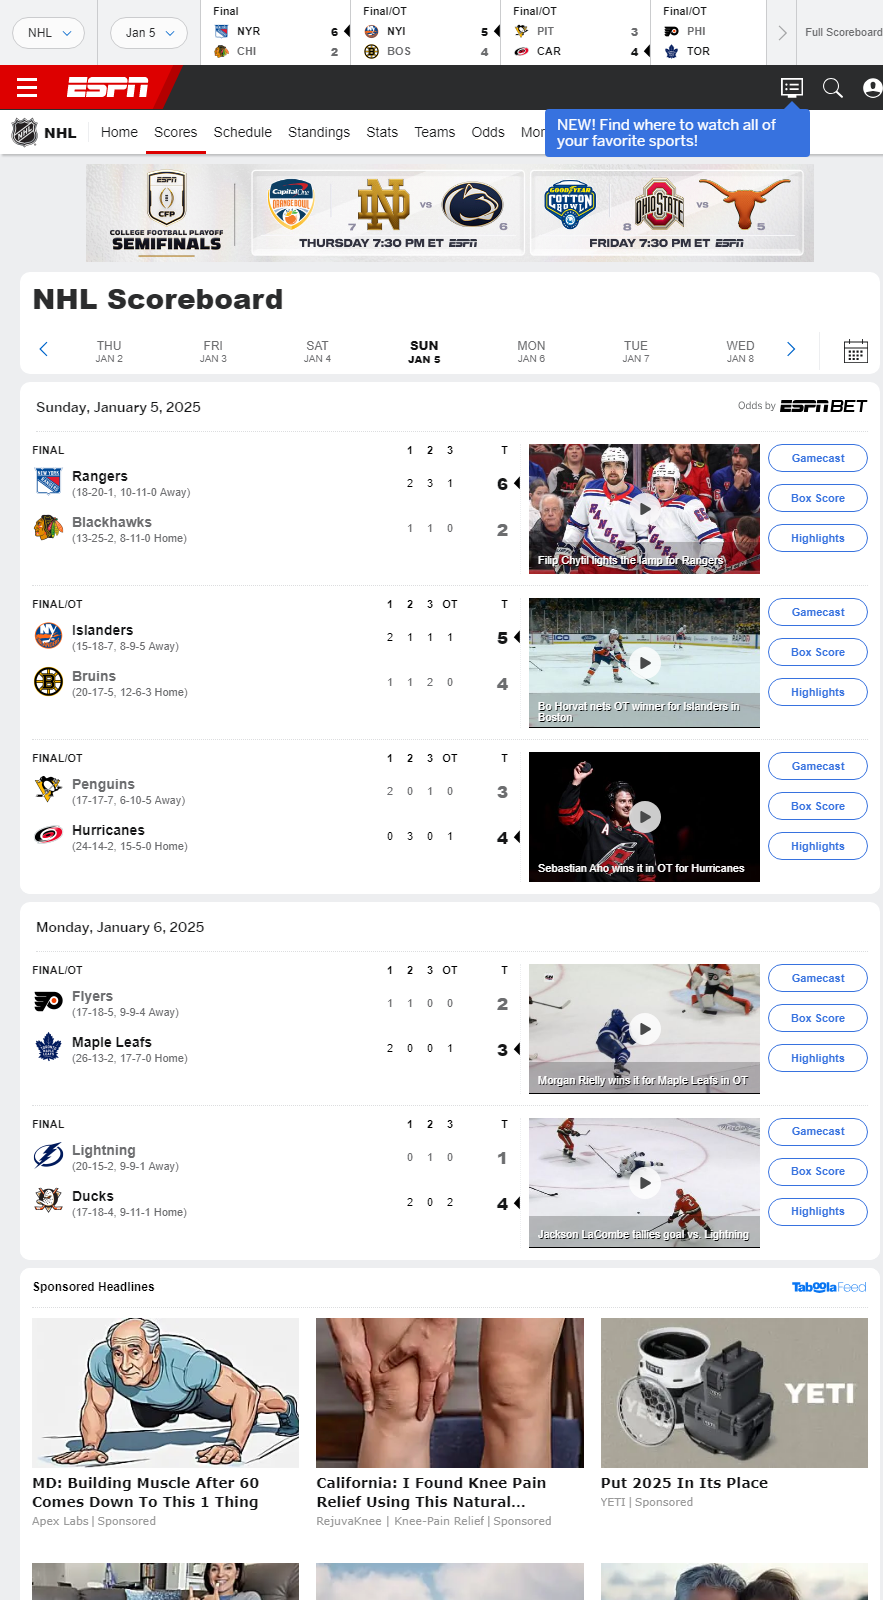 NHL
Jan 5
Final
NYR 6
CHI 2
Final/OT
NYI 5
BOS 4
Final/OT
PIT 3
CAR 4
Final/OT
PHI
TOR
Full Scoreboard
ESPN
NHL Home Scores Schedule Standings Stats Teams Odds Mor
NEW! Find where to watch all of
your favorite sports!
ESPN
CFP
COLLEGE FOOTBALL PLAYOFF
SEMIFINALS
Capital One
ORANGE BOWL
7 VS 6
THURSDAY 7:30 PM ET ESPN
GOODYEAR
COTTON BOWL
OHIO STATE
8 VS 5
FRIDAY 7:30 PM ET ESPN
NHL Scoreboard
THU
JAN 2
FRI
JAN 3
SAT
JAN 4
SUN
JAN 5
MON
JAN 6
TUE
JAN 7
WED
JAN 8
Sunday, January 5, 2025
Odds by ESPN BET
FINAL 1 2 3 T
Rangers 2 3 1 6
(18-20-1, 10-11-0 Away)
Blackhawks 1 1 0 2
(13-25-2, 8-11-0 Home)
Filip Chytil lights the lamp for Rangers
Gamecast
Box Score
Highlights
FINAL/OT 1 2 3 OT T
Islanders 2 1 1 1 5
(15-18-7, 8-9-5 Away)
Bruins 1 1 2 0 4
(20-17-5, 12-6-3 Home)
Bo Horvat nets OT winner for Islanders in
Boston
Gamecast
Box Score
Highlights
FINAL/OT 1 2 3 OT T
Penguins 2 0 1 0 3
(17-17-7, 6-10-5 Away)
Hurricanes 0 3 0 1 4
(24-14-2, 15-5-0 Home)
Sebastian Aho wins it in OT for Hurricanes
Gamecast
Box Score
Highlights
Monday, January 6, 2025
FINAL/OT 1 2 3 OT T
Flyers 1 1 0 0 2
(17-18-5, 9-9-4 Away)
Maple Leafs 2 0 0 1 3
(26-13-2, 17-7-0 Home)
Morgan Rielly wins it for Maple Leafs in OT
Gamecast
Box Score
Highlights
FINAL 1 2 3 T
Lightning 0 1 0 1
(20-15-2, 9-9-1 Away)
Ducks 2 0 2 4
(17-18-4, 9-11-1 Home)
Jackson LaCombe tallies goal vs. Lightning
Gamecast
Box Score
Highlights
Sponsored Headlines
Taboola Feed
MD: Building Muscle After 60
Comes Down To This 1 Thing
Apex Labs | Sponsored
California: I Found Knee Pain
Relief Using This Natural...
RejuvaKnee | Knee-Pain Relief | Sponsored
YETI
Put 2025 In Its Place
YETI | Sponsored